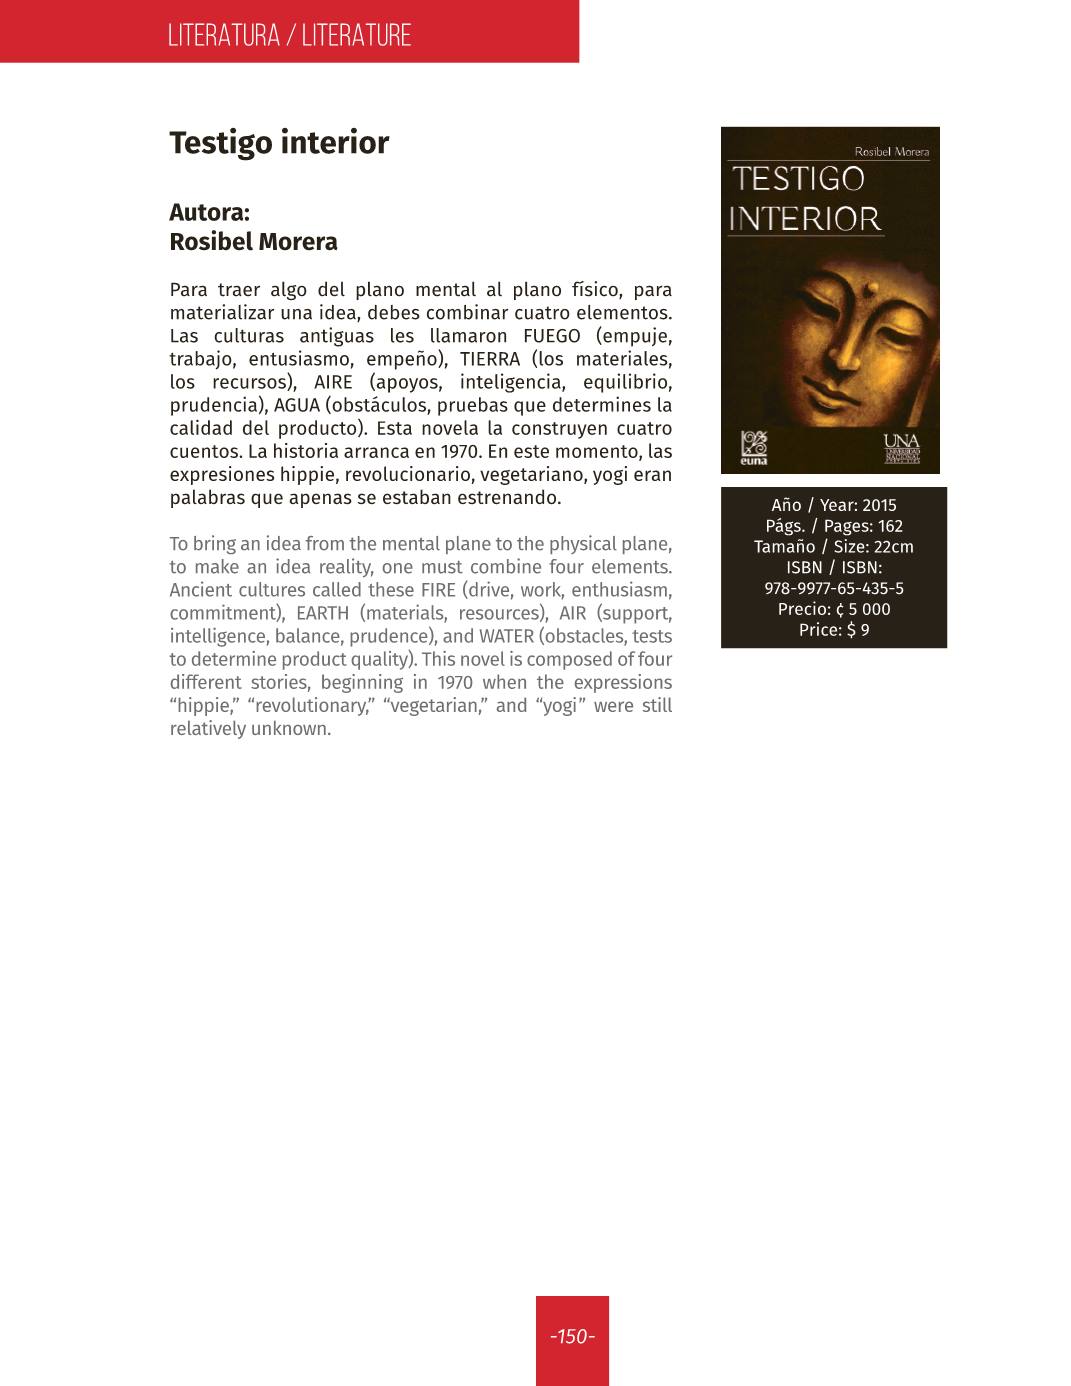 LITERATURA / LITERATURE
Testigo interior
Autora:
Rosibel Morera
Para traer algo del plano mental al plano físico, para
materializar una idea, debes combinar cuatro elementos.
Las culturas antiguas les llamaron FUEGO (empuje,
trabajo, entusiasmo, empeño), TIERRA (los materiales,
los recursos), AIRE (apoyos, inteligencia, equilibrio,
prudencia), AGUA (obstáculos, pruebas que determines la
calidad del producto). Esta novela la construyen cuatro
cuentos. La historia arranca en 1970. En este momento, las
expresiones hippie, revolucionario, vegetariano, yogi eran
palabras que apenas se estaban estrenando.
To bring an idea from the mental plane to the physical plane,
to make an idea reality, one must combine four elements.
Ancient cultures called these FIRE (drive, work, enthusiasm,
commitment), EARTH (materials, resources), AIR (support,
intelligence, balance, prudence), and WATER (obstacles, tests
to determine product quality). This novel is composed of four
different stories, beginning in 1970 when the expressions
“hippie,” “revolutionary,” “vegetarian,” and “yogi” were still
relatively unknown.
Rosibel Morera
TESTIGO
INTERIOR
euna
UNA
UNIVERSIDAD
NACIONAL
Año / Year: 2015
Págs. / Pages: 162
Tamaño / Size: 22cm
ISBN / ISBN:
978-9977-65-435-5
Precio: ¢ 5 000
Price: $ 9
-150-